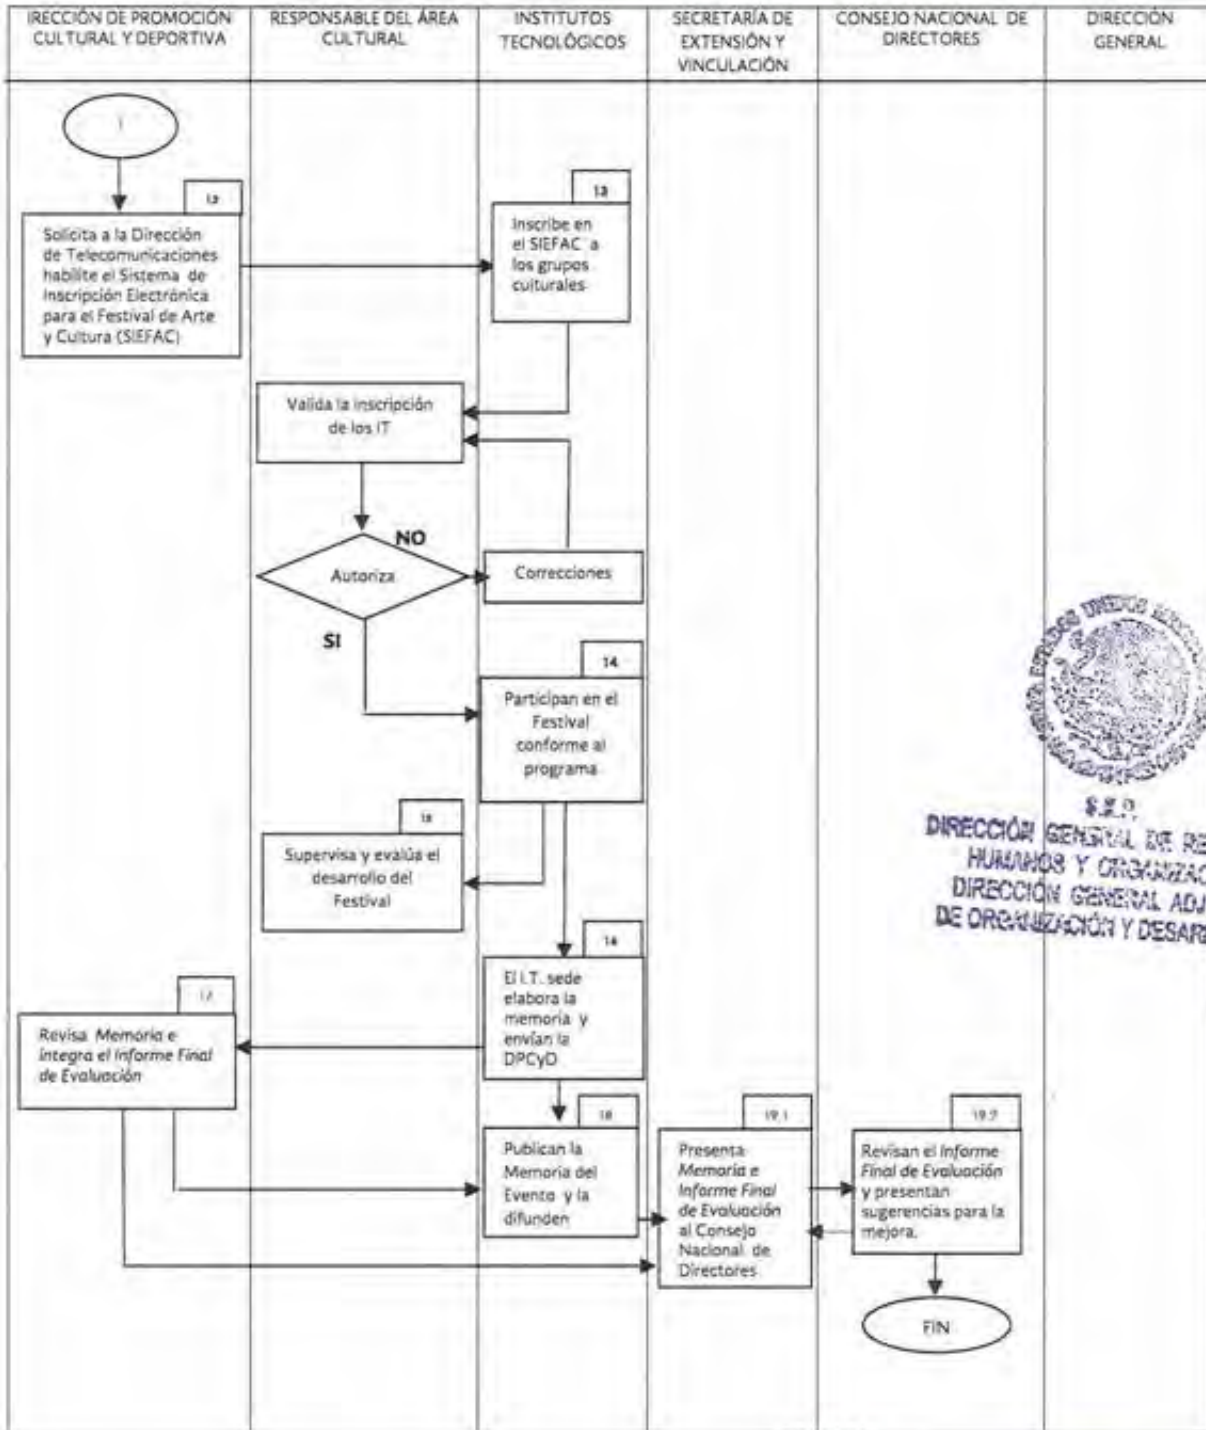 IRECCIÓN DE PROMOCIÓN
CULTURAL Y DEPORTIVA
RESPONSABLE DEL ÁREA
CULTURAL
INSTITUTOS
TECNOLÓGICOS
SECRETARÍA DE
EXTENSIÓN Y
VINCULACIÓN
CONSEJO NACIONAL DE
DIRECTORES
DIRECCIÓN
GENERAL
Solicita a la Dirección
de Telecomunicaciones
habilite el Sistema de
Inscripción Electrónica
para el Festival de Arte
y Cultura (SIEFAC)
13
Inscribe en
el SIEFAC a
los grupos
culturales
Valida la inscripción
de los IT
NO
Autoriza
Correcciones
SI
14
Participan en el
Festival
conforme al
programa
Supervisa y evalúa el
desarrollo del
Festival
El I.T. sede
elabora la
memoria y
envían la
DPCyD
17
Revisa Memoria e
integra el Informe Final
de Evaluación
Publican la
Memoria del
Evento y la
difunden
19.1
Presenta
Memoria e
Informe Final
de Evaluación
al Consejo
Nacional de
Directores
19.2
Revisan el Informe
Final de Evaluación
y presentan
sugerencias para la
mejora.
FIN
UNIDOS
S.E.P.
DIRECCIÓN GENERAL DE RE
HUMANOS Y ORGANIZAC
DIRECCIÓN GENERAL ADJ
DE ORGANIZACIÓN Y DESAR